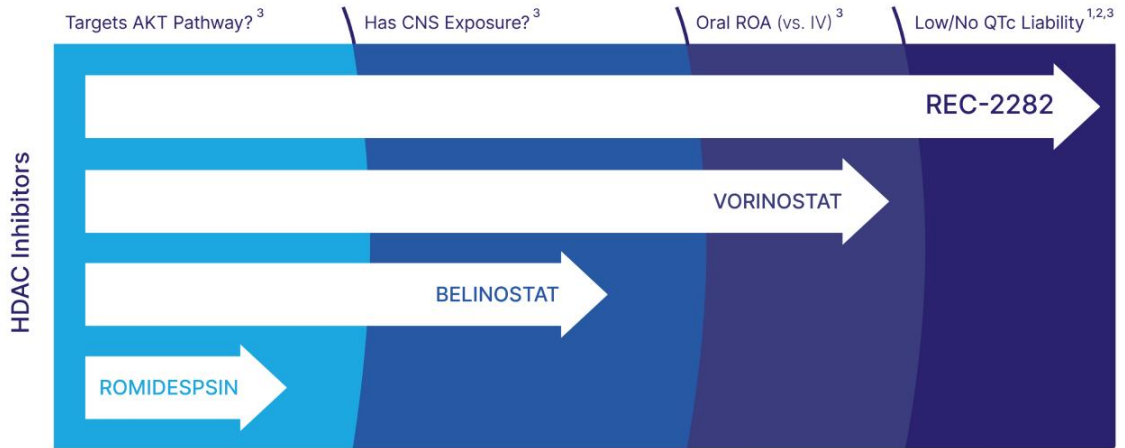 Targets AKT Pathway? 3
Has CNS Exposure? 3
Oral ROA (vs. IV) 3
Low/No QTc Liability 1,2,3
HDAC Inhibitors
REC-2282
VORINOSTAT
BELINOSTAT
ROMIDESPSIN